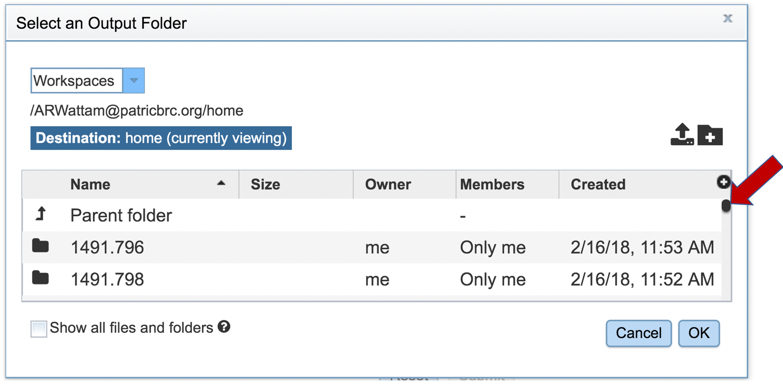 Select an Output Folder
x
Workspaces
/ARWattam@patricbrc.org/home
Destination: home (currently viewing)
Name Size Owner Members Created
Parent folder -
1491.796 me Only me 2/16/18, 11:53 AM
1491.798 me Only me 2/16/18, 11:52 AM
Show all files and folders ?
Cancel OK